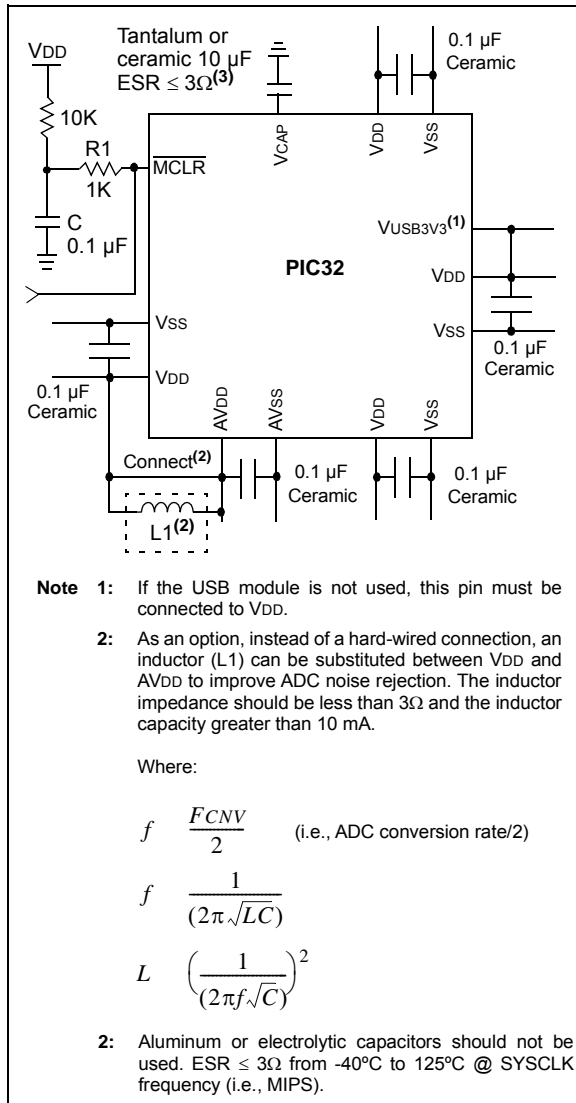 Tantalum or
ceramic 10 µF
ESR ≤ 3Ω(3)
0.1 µF
Ceramic
VDD
10K
R1
1K
C
0.1 µF
MCLR
VCAP
VDD
VSS
VUSB3V3(1)
VDD
VSS
PIC32
0.1 µF
Ceramic
VSS
VDD
0.1 µF
Ceramic
AVDD
AVSS
VDD
VSS
Connect(2)
L1(2)
0.1 µF
Ceramic
0.1 µF
Ceramic
Note 1: If the USB module is not used, this pin must be
connected to VDD.
2: As an option, instead of a hard-wired connection, an
inductor (L1) can be substituted between VDD and
AVDD to improve ADC noise rejection. The inductor
impedance should be less than 3Ω and the inductor
capacity greater than 10 mA.
Where:
f FCNV/2 (i.e., ADC conversion rate/2)
f 1/(2π√LC)
L (1/(2πf√C))²
2: Aluminum or electrolytic capacitors should not be
used. ESR ≤ 3Ω from -40ºC to 125ºC @ SYSCLK
frequency (i.e., MIPS).